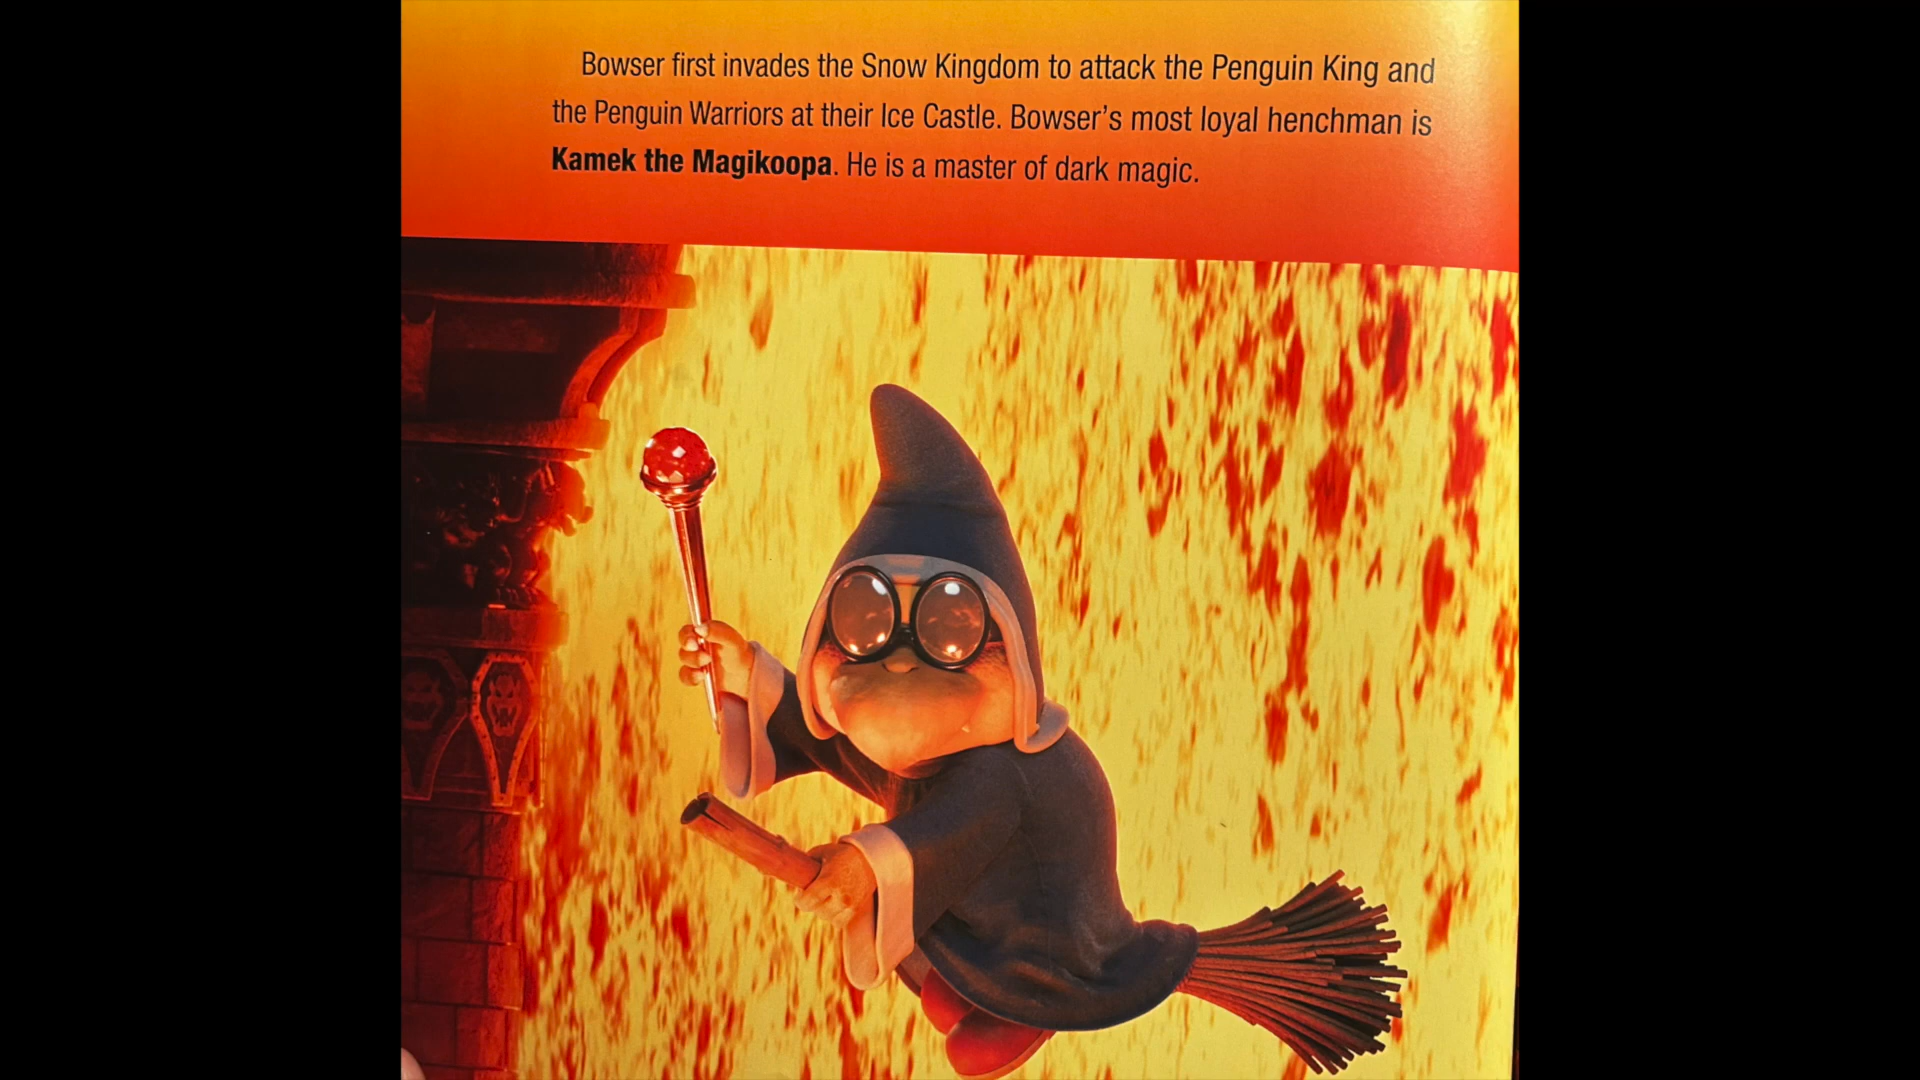 Bowser first invades the Snow Kingdom to attack the Penguin King and
the Penguin Warriors at their Ice Castle. Bowser’s most loyal henchman is
Kamek the Magikoopa. He is a master of dark magic.